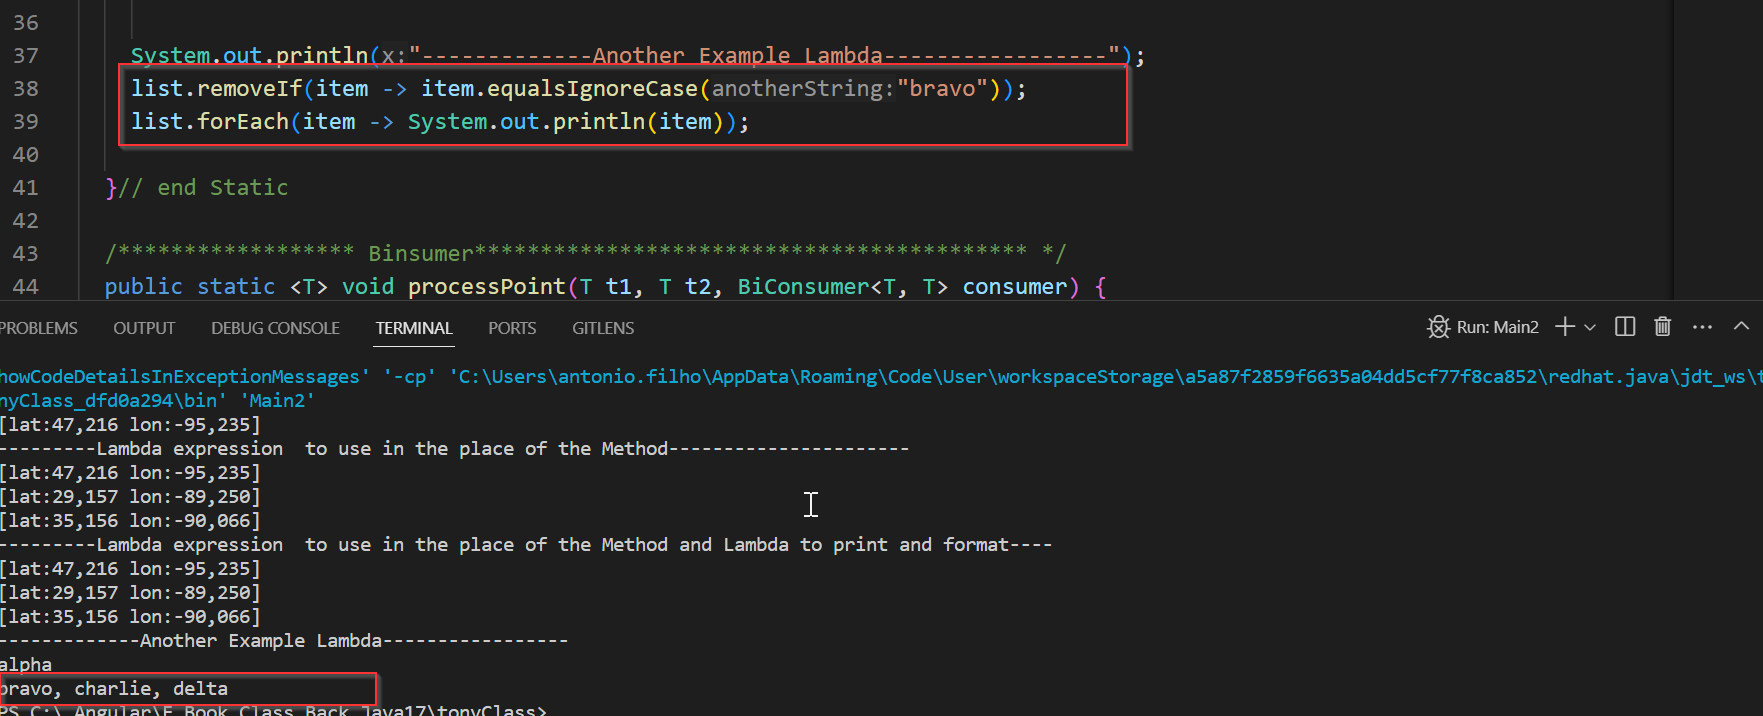 36
37 System.out.println(x:"-------------Another Example Lambda-----------------");
38 list.removeIf(item -> item.equalsIgnoreCase(anotherString:"bravo"));
39 list.forEach(item -> System.out.println(item));
40
41 }// end Static
42
43 /****************** Binsumer****************************************** */
44 public static <T> void processPoint(T t1, T t2, BiConsumer<T, T> consumer) {
PROBLEMS OUTPUT DEBUG CONSOLE TERMINAL PORTS GITLENS Run: Main2
howCodeDetailsInExceptionMessages' '-cp' 'C:\Users\antonio.filho\AppData\Roaming\Code\User\workspaceStorage\a5a87f2859f6635a04dd5cf77f8ca852\redhat.java\jdt_ws\t
nyClass_dfd0a294\bin' 'Main2'
[lat:47,216 lon:-95,235]
---------Lambda expression  to use in the place of the Method----------------------
[lat:47,216 lon:-95,235]
[lat:29,157 lon:-89,250]
[lat:35,156 lon:-90,066]
---------Lambda expression  to use in the place of the Method and Lambda to print and format----
[lat:47,216 lon:-95,235]
[lat:29,157 lon:-89,250]
[lat:35,156 lon:-90,066]
-------------Another Example Lambda-----------------
alpha
bravo, charlie, delta
PS C:\_Angular\E_Book_Class_Back_Java17\tonyClass>